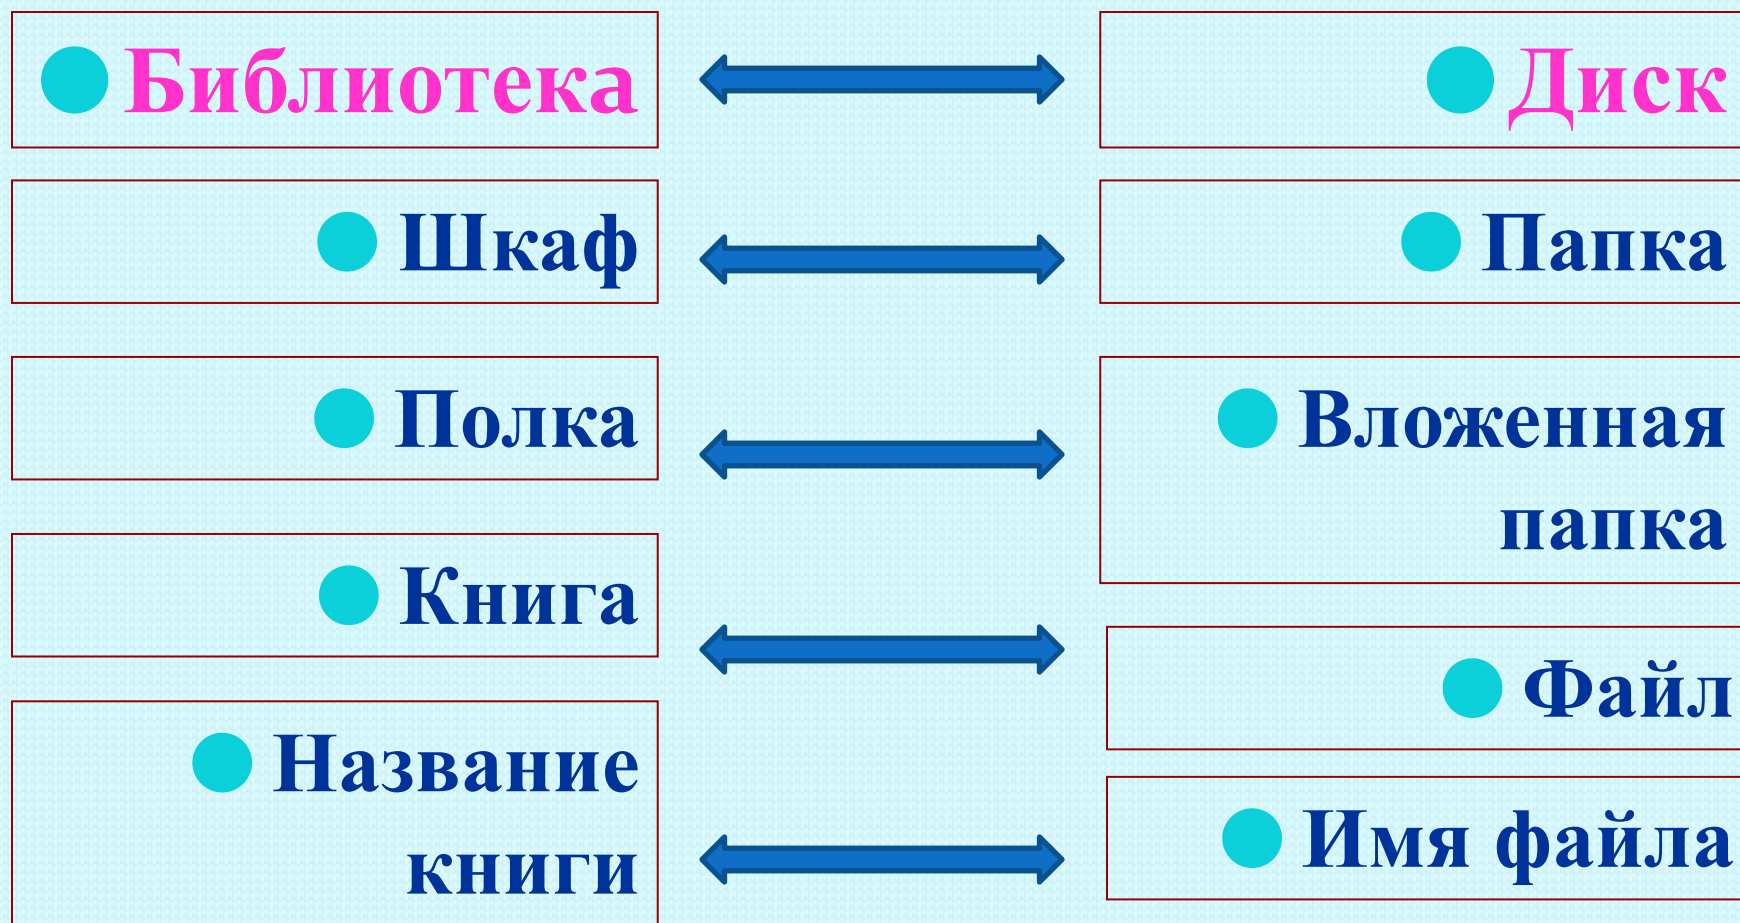 Библиотека
Диск
Шкаф
Папка
Полка
Вложенная
папка
Книга
Файл
Название
книги
Имя файла